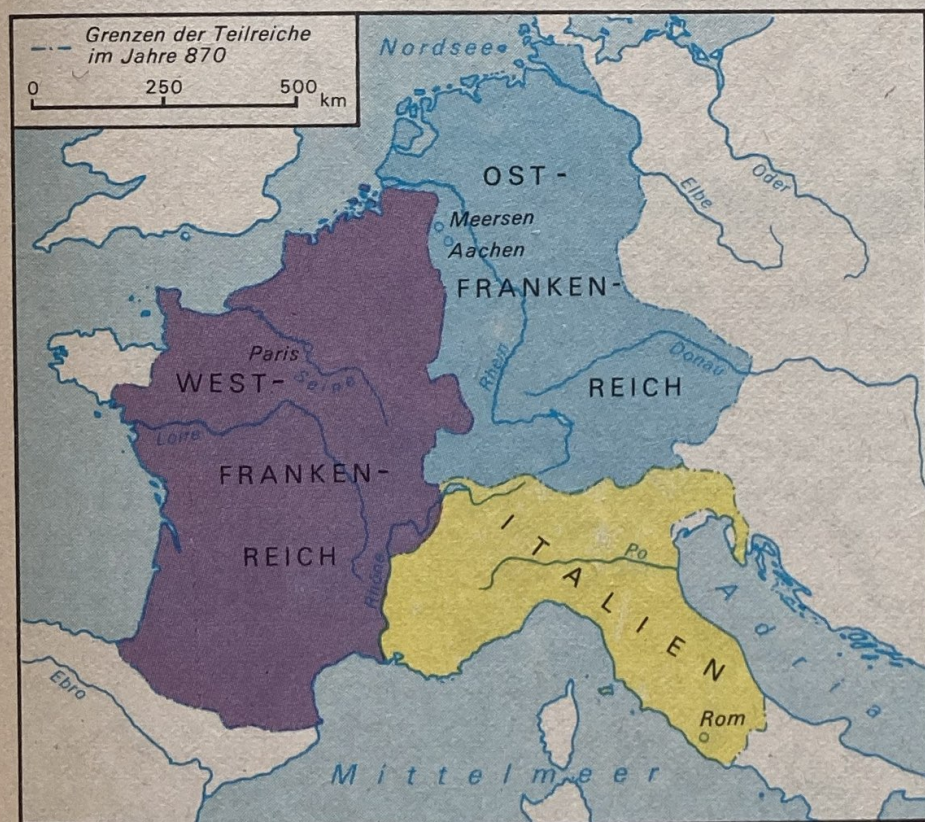 Grenzen der Teilreiche
im Jahre 870
0 250 500 km
Nordsee
Elbe
Oder
OST-
Meersen
Aachen
FRANKEN-
Rhein
Donau
REICH
Paris
Seine
WEST-
Loire
FRANKEN-
REICH
Rhône
ITALIEN
Po
Adria
Ebro
Rom
Mittelmeer